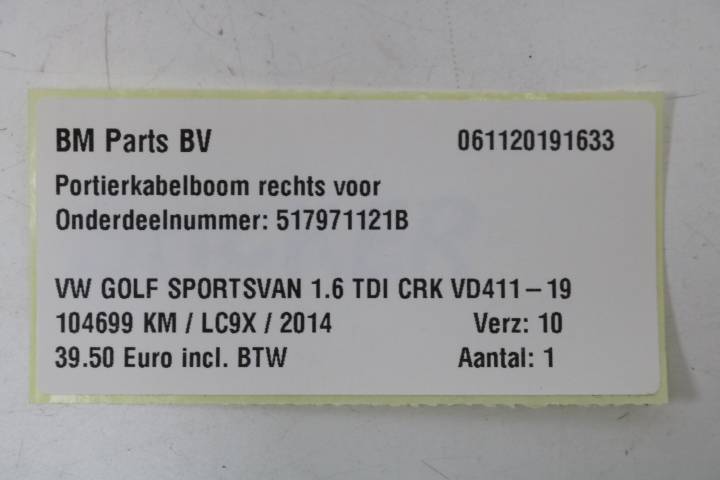 BM Parts BV 061120191633
Portierkabelboom rechts voor
Onderdeelnummer: 517971121B
VW GOLF SPORTSVAN 1.6 TDI CRK VD411-19
104699 KM / LC9X / 2014 Verz: 10
39.50 Euro incl. BTW Aantal: 1